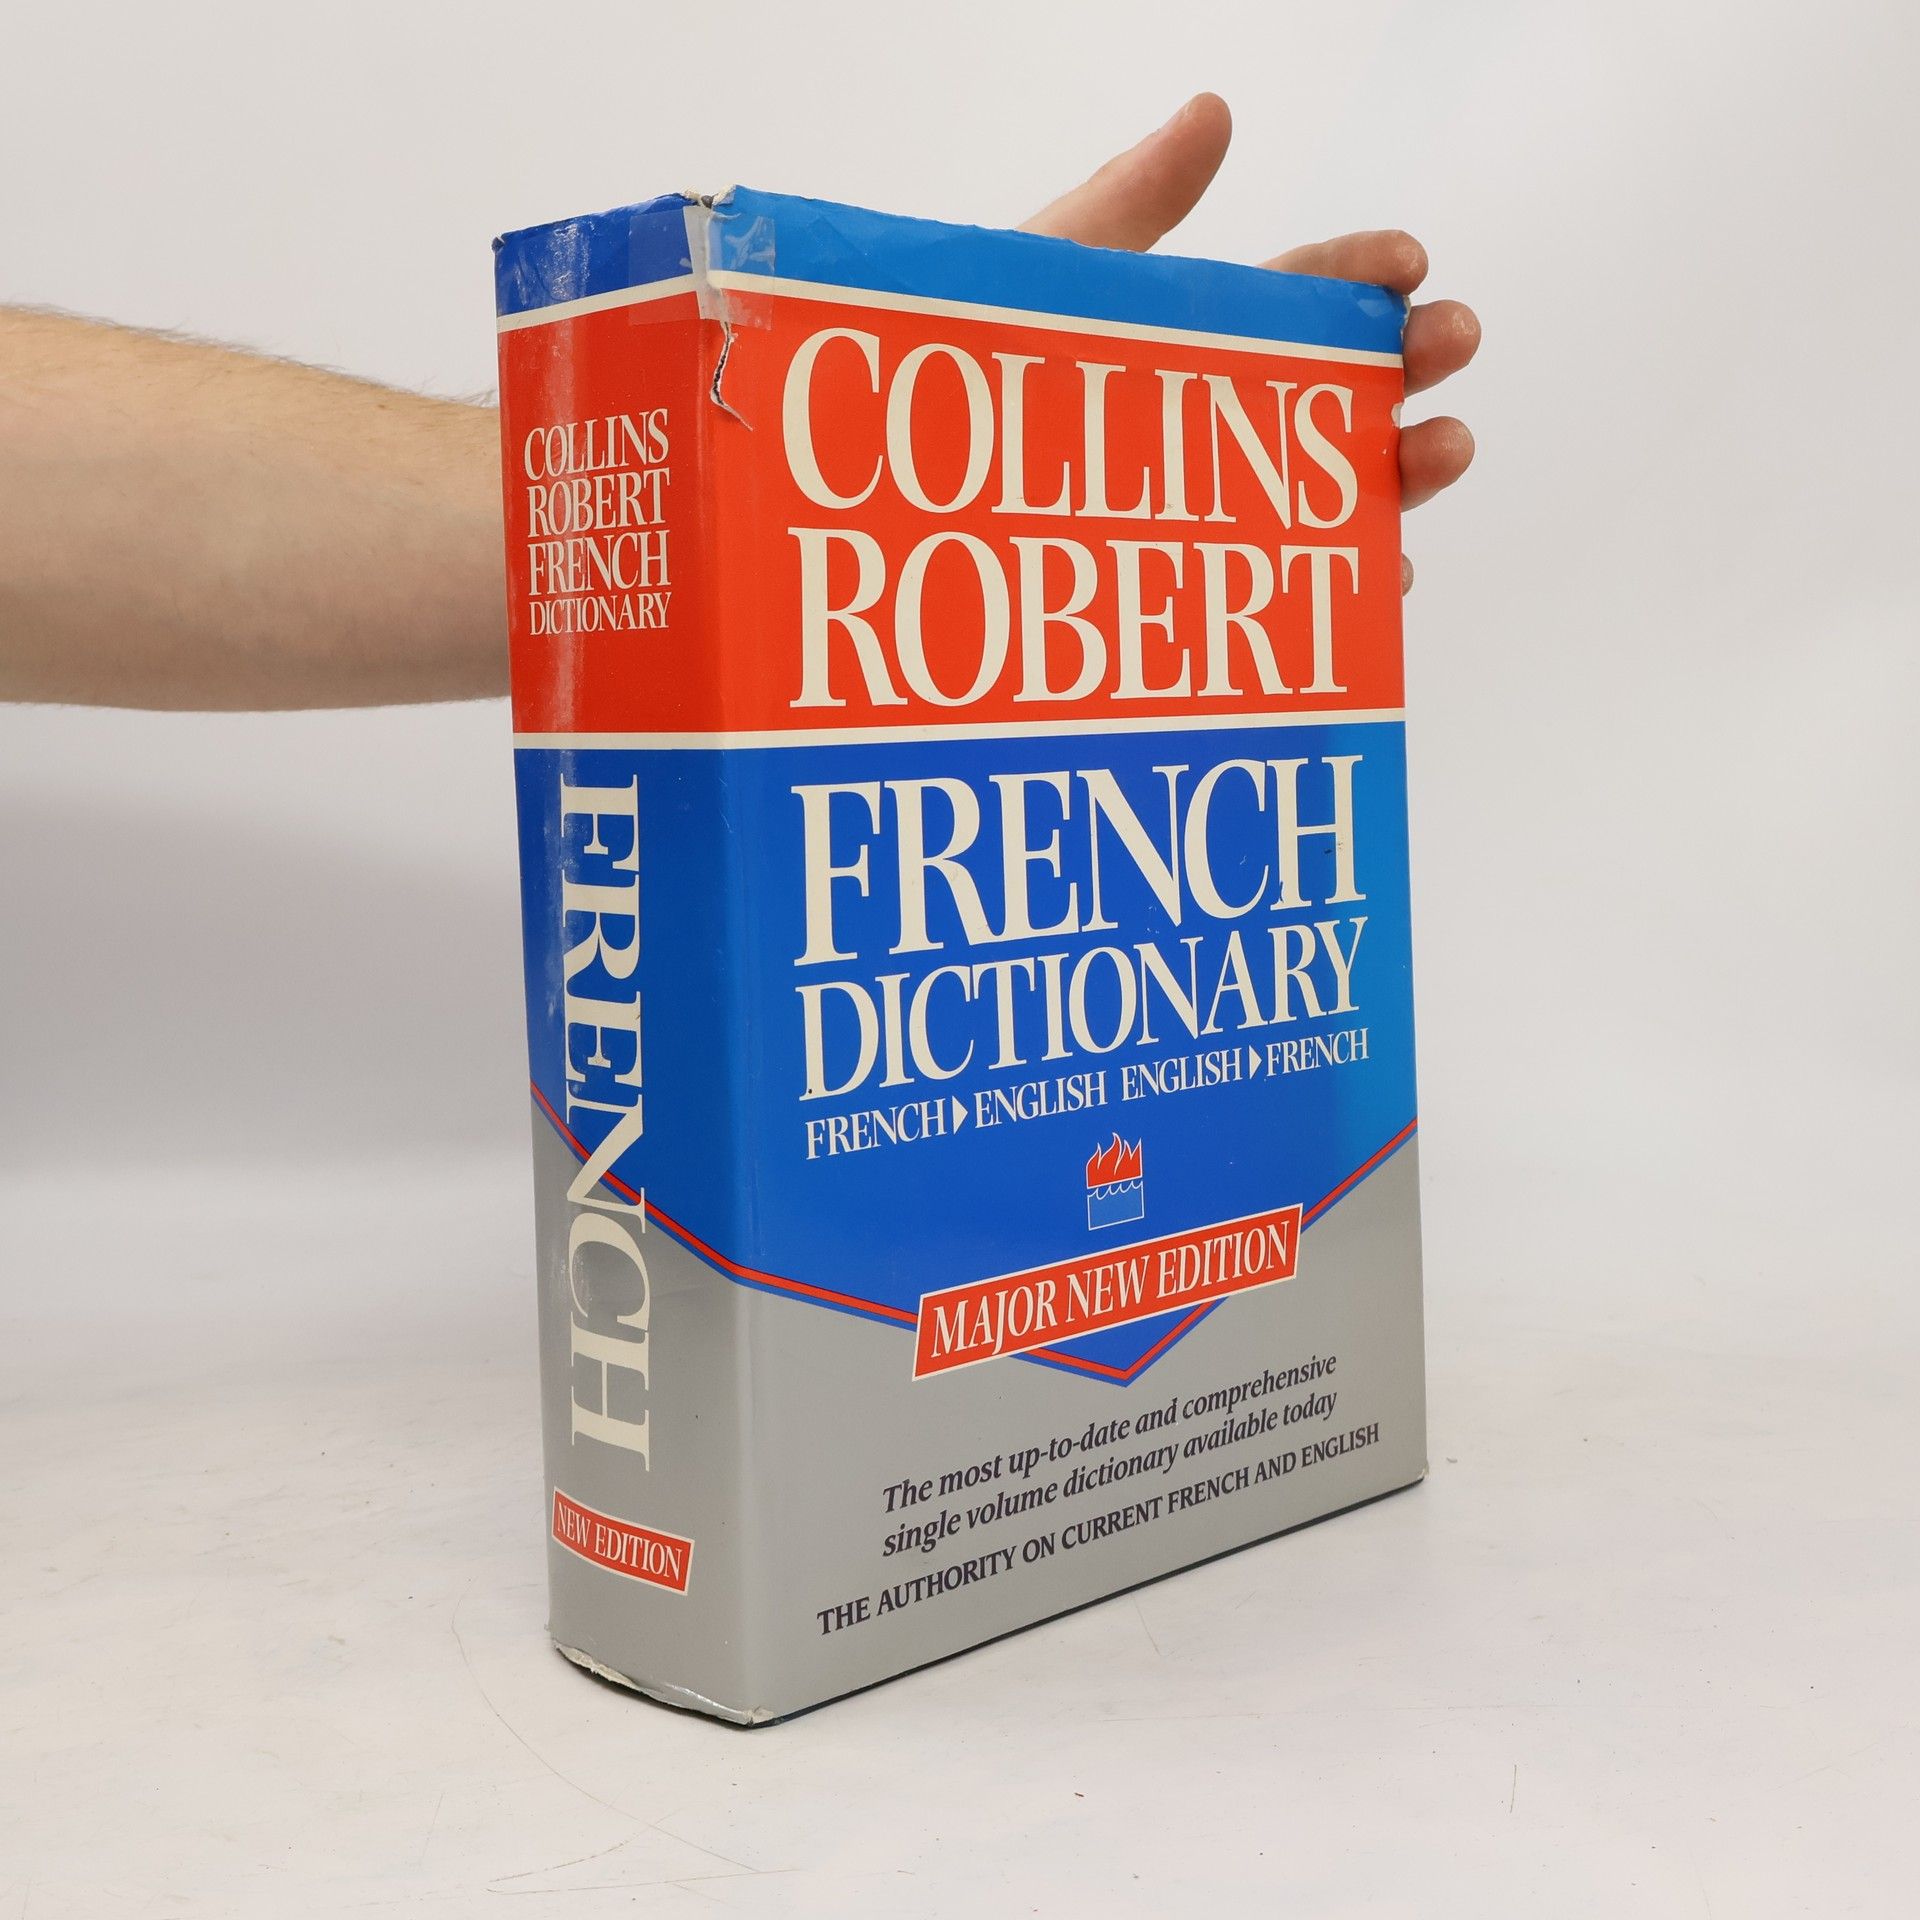 COLLINS
ROBERT
FRENCH
DICTIONARY
FRENCH
NEW EDITION
COLLINS
ROBERT
FRENCH
DICTIONARY
FRENCH▶ENGLISH ENGLISH▶FRENCH
MAJOR NEW EDITION
The most up-to-date and comprehensive
single volume dictionary available today
THE AUTHORITY ON CURRENT FRENCH AND ENGLISH